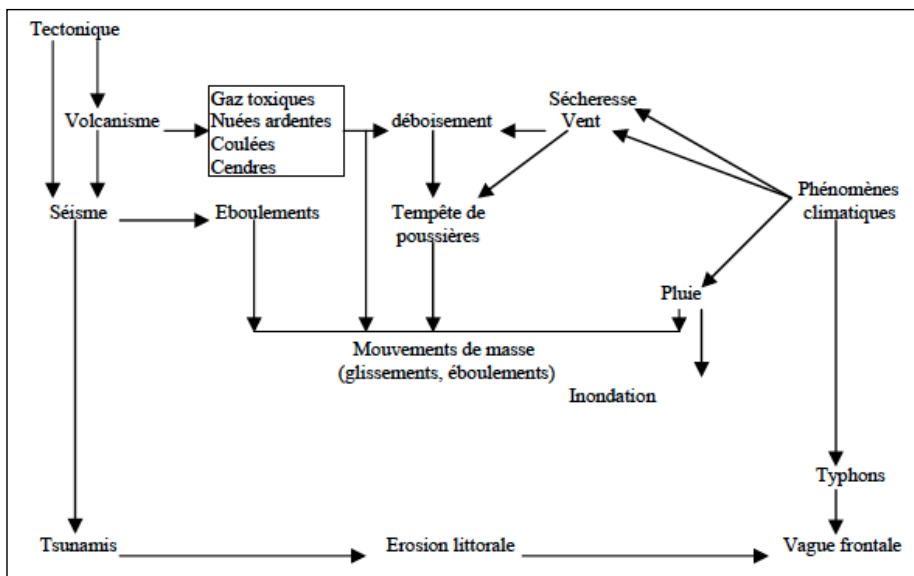 Tectonique
Volcanisme
Gaz toxiques
Nuées ardentes
Coulées
Cendres
déboisement
Sécheresse
Vent
Séisme
Eboulements
Tempête de
poussières
Phénomènes
climatiques
Pluie
Mouvements de masse
(glissements, éboulements)
Inondation
Typhons
Tsunamis
Erosion littorale
Vague frontale